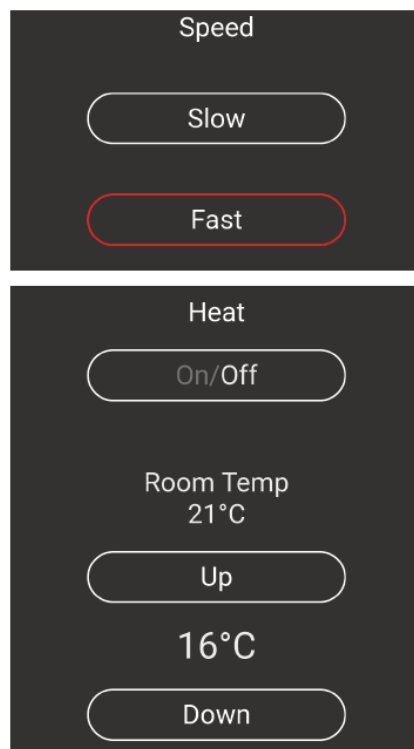 Speed
Slow
Fast
Heat
On/Off
Room Temp
21°C
Up
16°C
Down